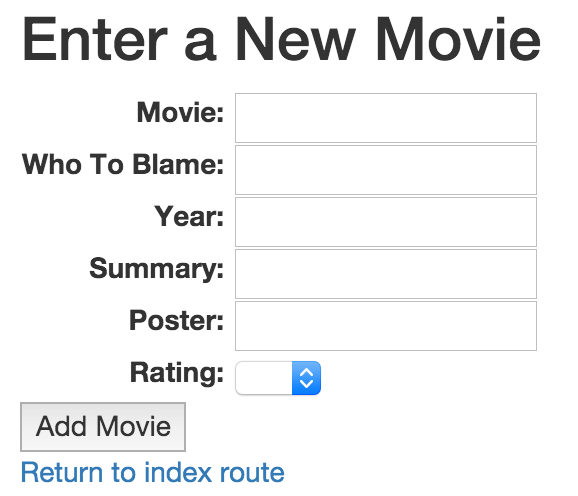 Enter a New Movie
Movie:
Who To Blame:
Year:
Summary:
Poster:
Rating:
Add Movie
Return to index route